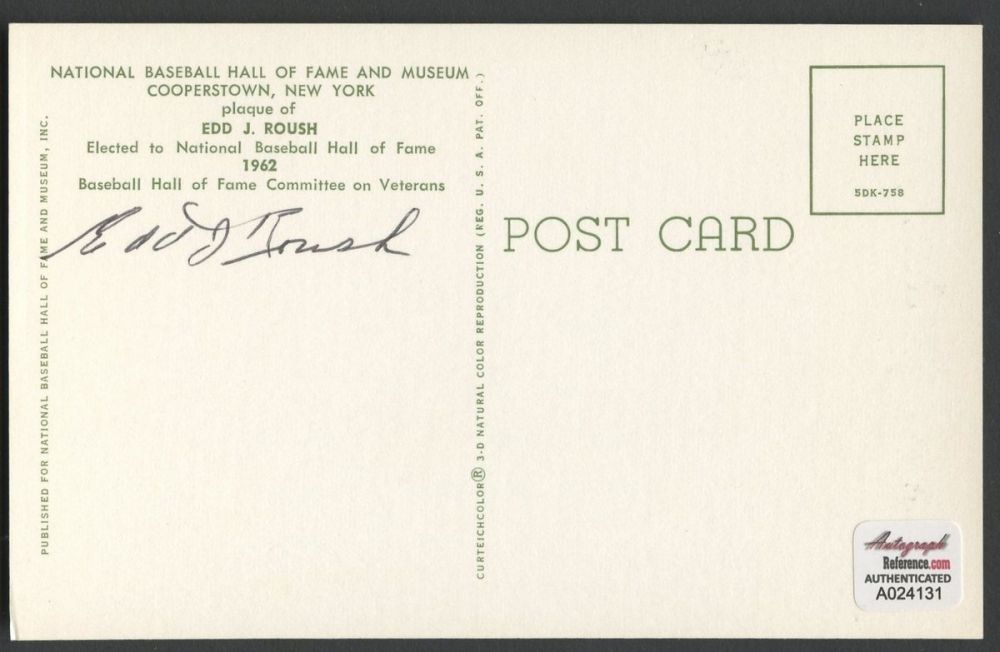 NATIONAL BASEBALL HALL OF FAME AND MUSEUM
COOPERSTOWN, NEW YORK
plaque of
EDD J. ROUSH
Elected to National Baseball Hall of Fame
1962
Baseball Hall of Fame Committee on Veterans
Edd J Roush
PUBLISHED FOR NATIONAL BASEBALL HALL OF FAME AND MUSEUM, INC.
CURTEICHCOLOR® 3-D NATURAL COLOR REPRODUCTION (REG. U. S. A. PAT. OFF.)
POST CARD
PLACE
STAMP
HERE
5DK-758
Autograph
Reference.com
AUTHENTICATED
A024131